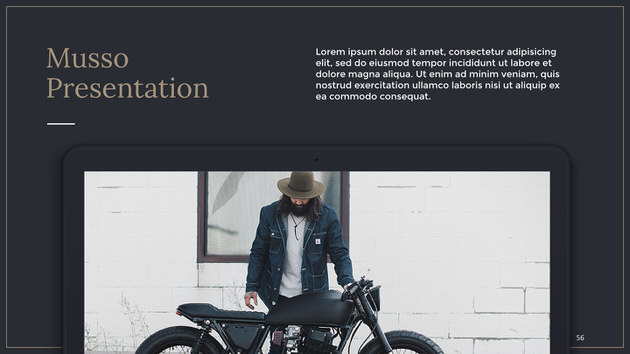 Musso
Presentation
Lorem ipsum dolor sit amet, consectetur adipisicing
elit, sed do eiusmod tempor incididunt ut labore et
dolore magna aliqua. Ut enim ad minim veniam, quis
nostrud exercitation ullamco laboris nisi ut aliquip ex
ea commodo consequat.
56